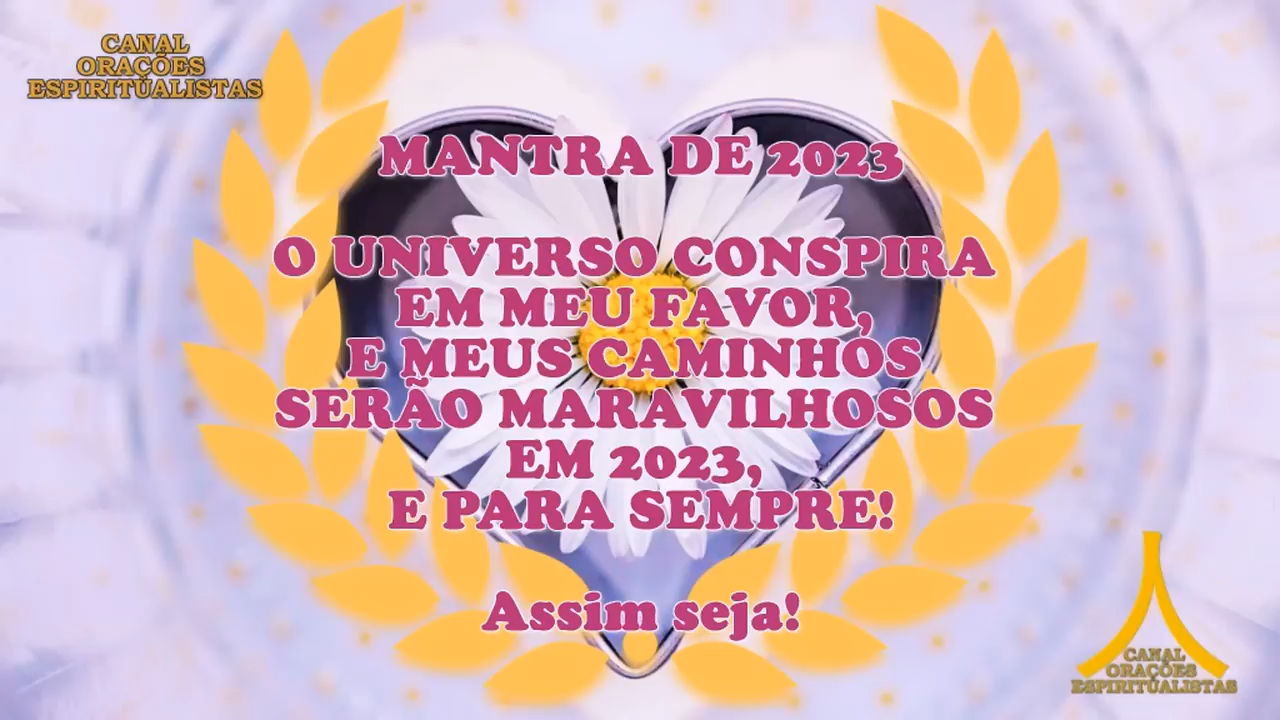 CANAL
ORAÇÕES
ESPIRITUALISTAS
MANTRA DE 2023
O UNIVERSO CONSPIRA
EM MEU FAVOR,
E MEUS CAMINHOS
SERÃO MARAVILHOSOS
EM 2023,
E PARA SEMPRE!
Assim seja!
CANAL
ORAÇÕES
ESPIRITUALISTAS